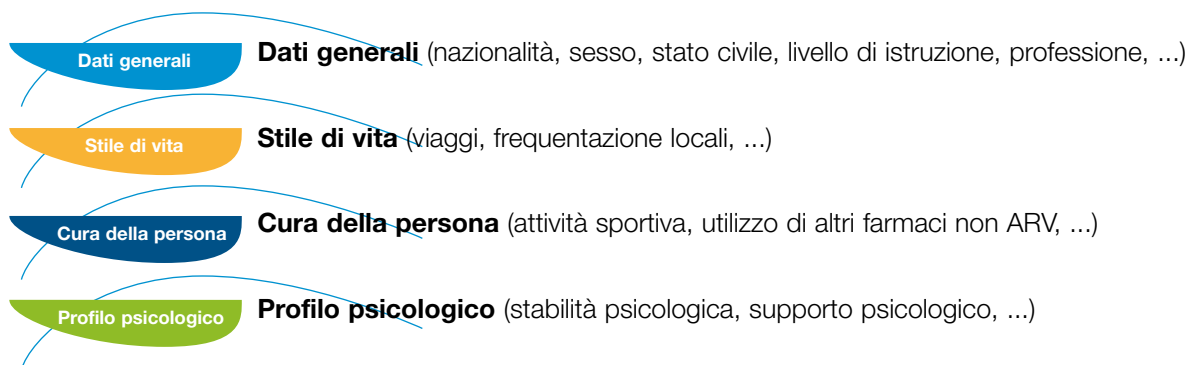 Dati generali
Dati generali (nazionalità, sesso, stato civile, livello di istruzione, professione, ...)
Stile di vita
Stile di vita (viaggi, frequentazione locali, ...)
Cura della persona
Cura della persona (attività sportiva, utilizzo di altri farmaci non ARV, ...)
Profilo psicologico
Profilo psicologico (stabilità psicologica, supporto psicologico, ...)